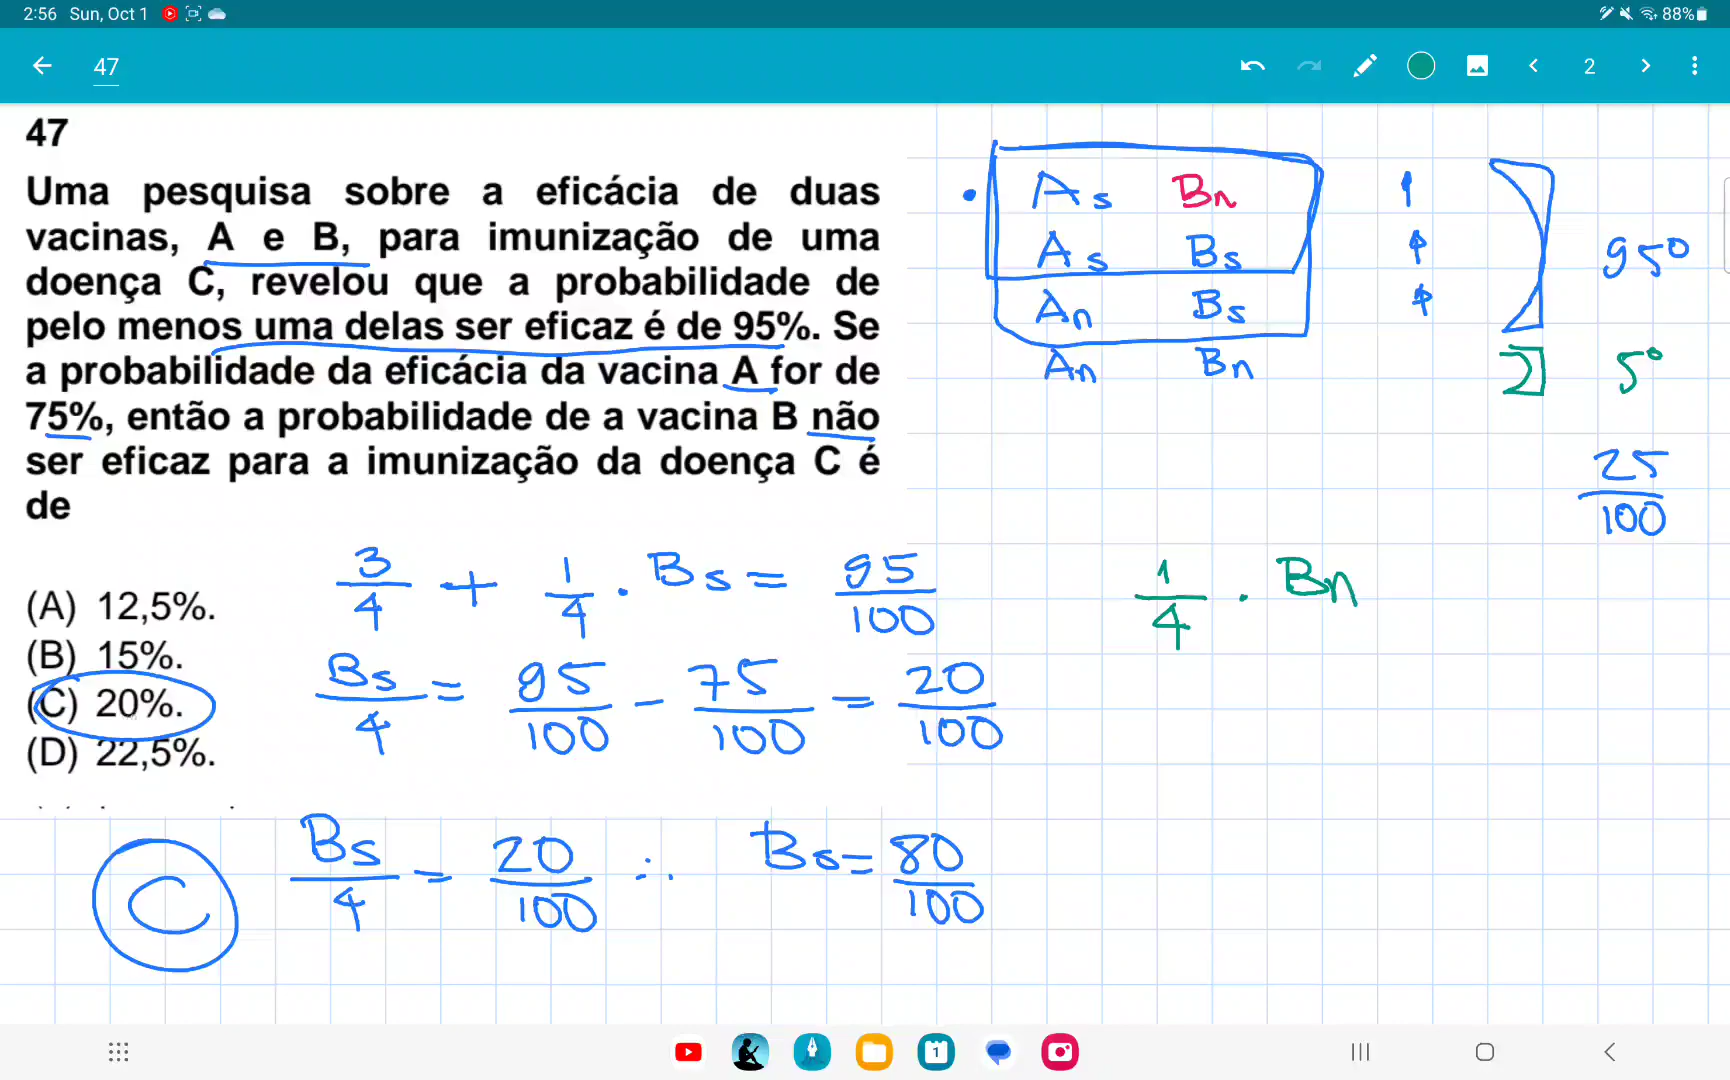 2:56 Sun, Oct 1
88%
47
2
47
Uma pesquisa sobre a eficácia de duas
vacinas, A e B, para imunização de uma
doença C, revelou que a probabilidade de
pelo menos uma delas ser eficaz é de 95%. Se
a probabilidade da eficácia da vacina A for de
75%, então a probabilidade de a vacina B não
ser eficaz para a imunização da doença C é
de
(A) 12,5%.
(B) 15%.
(C) 20%.
(D) 22,5%.
As Bn 1
As Bs
An Bs
An Bn
95%
5%
25/100
3/4 + 1/4 . Bs = 95/100
1/4 . Bn
Bs/4 = 95/100 - 75/100 = 20/100
C
Bs/4 = 20/100 ∴ Bs = 80/100
1